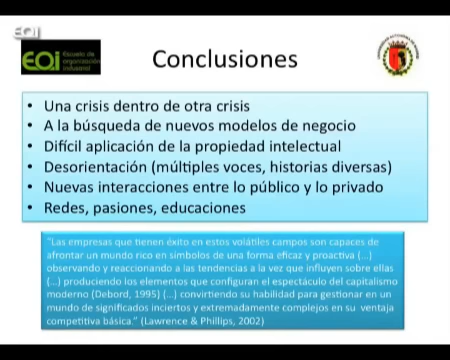 EOI
EOI
Escuela de
organización
industrial
Conclusiones
• Una crisis dentro de otra crisis
• A la búsqueda de nuevos modelos de negocio
• Difícil aplicación de la propiedad intelectual
• Desorientación (múltiples voces, historias diversas)
• Nuevas interacciones entre lo público y lo privado
• Redes, pasiones, educaciones
"Las empresas que tienen éxito en estos volátiles campos son capaces de
afrontar un mundo rico en símbolos de una forma eficaz y proactiva (...)
observando y reaccionando a las tendencias a la vez que influyen sobre ellas
(...) produciendo los elementos que configuran el espectáculo del capitalismo
moderno (Debord, 1995) (...) convirtiendo su habilidad para gestionar en un
mundo de significados inciertos y extremadamente complejos en su ventaja
competitiva básica." (Lawrence & Phillips, 2002)